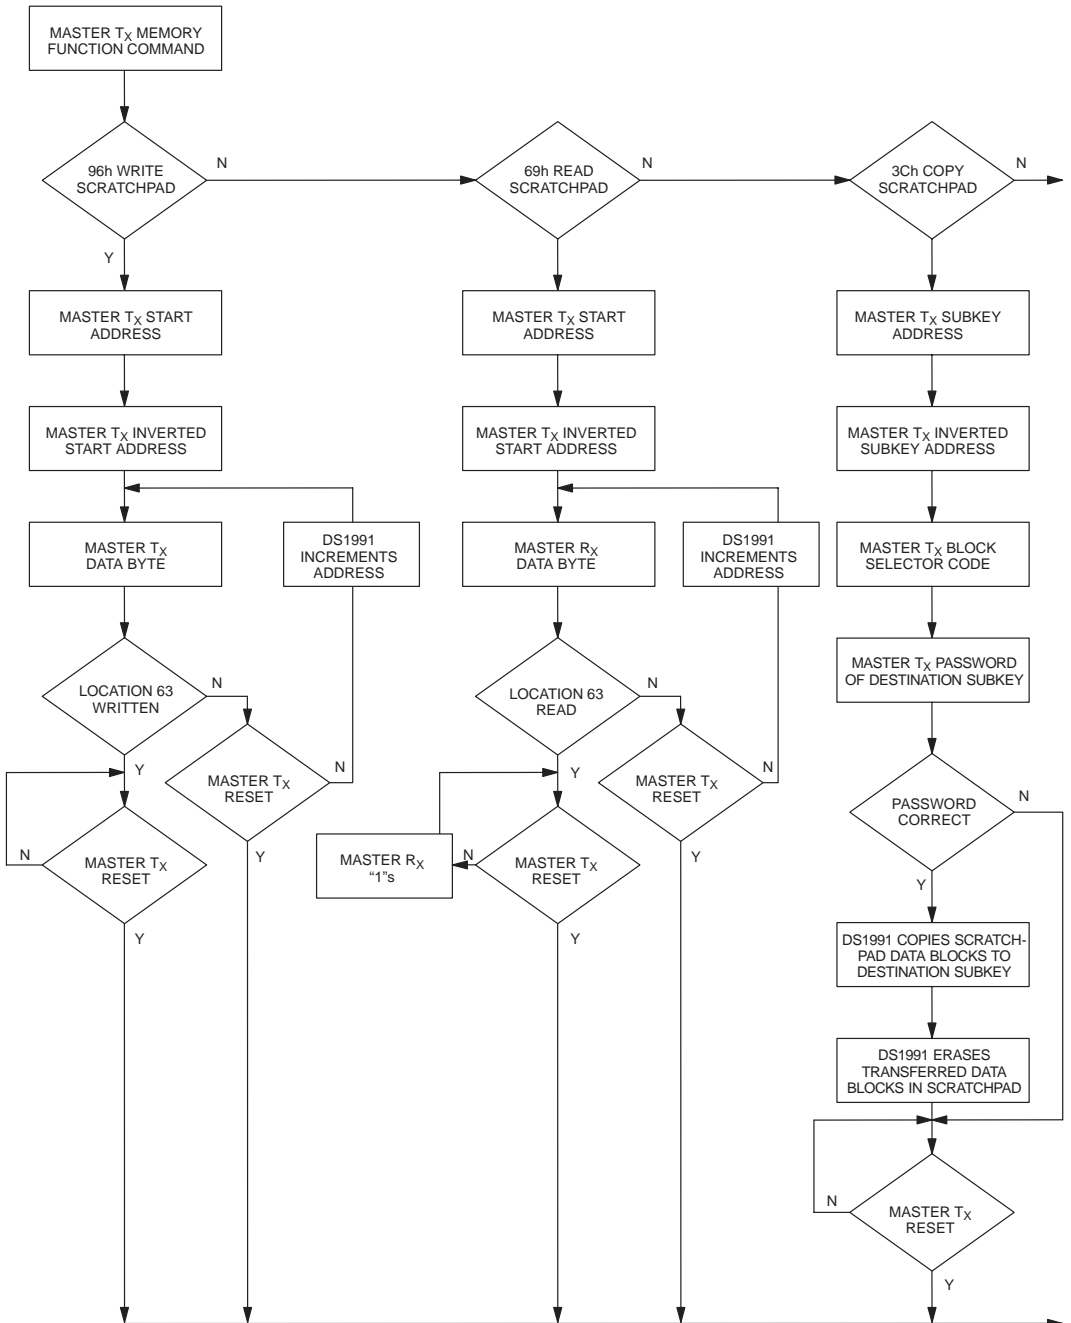 MASTER TX MEMORY
FUNCTION COMMAND
96h WRITE
SCRATCHPAD
N
Y
69h READ
SCRATCHPAD
N
3Ch COPY
SCRATCHPAD
N
MASTER TX START
ADDRESS
MASTER TX START
ADDRESS
MASTER TX SUBKEY
ADDRESS
MASTER TX INVERTED
START ADDRESS
MASTER TX INVERTED
START ADDRESS
MASTER TX INVERTED
SUBKEY ADDRESS
MASTER TX
DATA BYTE
DS1991
INCREMENTS
ADDRESS
MASTER RX
DATA BYTE
DS1991
INCREMENTS
ADDRESS
MASTER TX BLOCK
SELECTOR CODE
LOCATION 63
WRITTEN
N
Y
LOCATION 63
READ
N
Y
MASTER TX PASSWORD
OF DESTINATION SUBKEY
MASTER TX
RESET
N
Y
MASTER TX
RESET
N
Y
PASSWORD
CORRECT
N
Y
MASTER TX
RESET
N
Y
MASTER RX
“1”s
MASTER TX
RESET
N
Y
DS1991 COPIES SCRATCH-
PAD DATA BLOCKS TO
DESTINATION SUBKEY
DS1991 ERASES
TRANSFERRED DATA
BLOCKS IN SCRATCHPAD
MASTER TX
RESET
N
Y